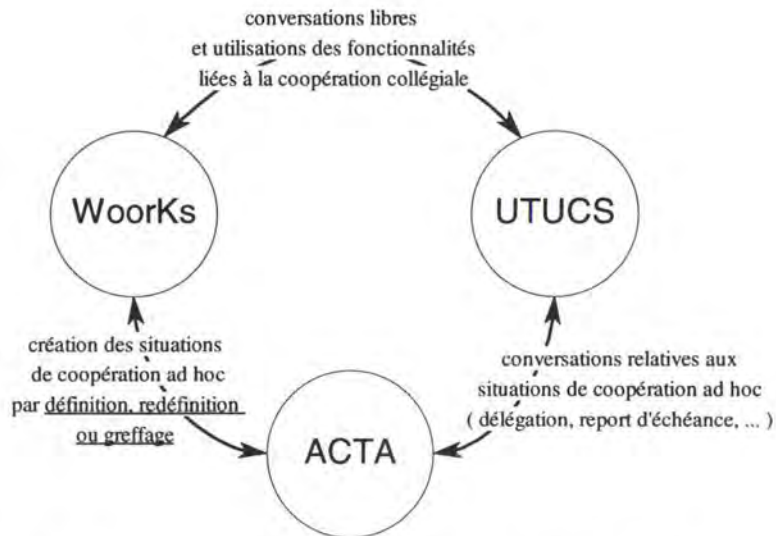 conversations libres
et utilisations des fonctionnalités
liées à la coopération collégiale
WoorKs
UTUCS
création des situations
de coopération ad hoc
par définition, redéfinition
ou greffage
conversations relatives aux
situations de coopération ad hoc
( délégation, report d'échéance, ... )
ACTA